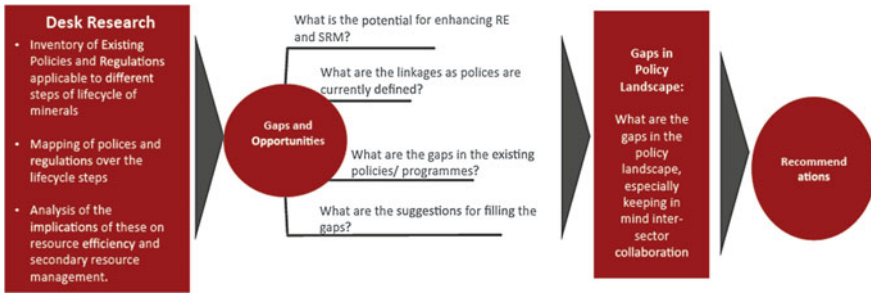 Desk Research
• Inventory of Existing
Policies and Regulations
applicable to different
steps of lifecycle of
minerals
• Mapping of polices and
regulations over the
lifecycle steps
• Analysis of the
implications of these on
resource efficiency and
secondary resource
management.
Gaps and
Opportunities
What is the potential for enhancing RE
and SRM?
What are the linkages as polices are
currently defined?
What are the gaps in the existing
policies/ programmes?
What are the suggestions for filling the
gaps?
Gaps in
Policy
Landscape:
What are the
gaps in the
policy
landscape,
especially
keeping in
mind inter-
sector
collaboration
Recommend
ations